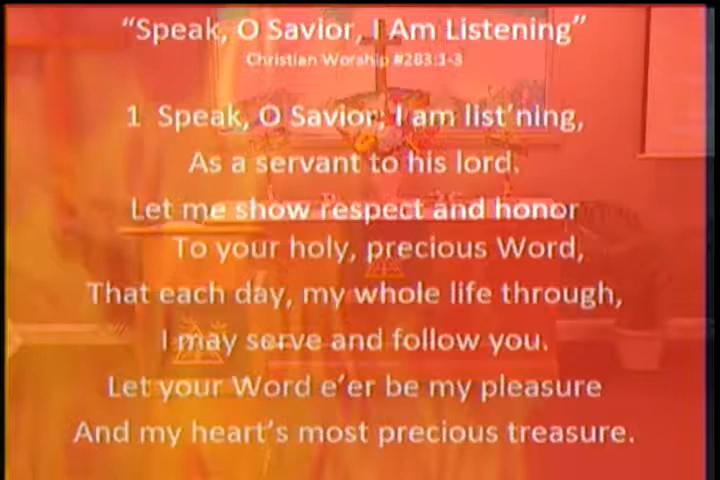 “Speak, O Savior, I Am Listening”
Christian Worship #283:1-3
1 Speak, O Savior; I am list’ning,
As a servant to his lord.
Let me show respect and honor
To your holy, precious Word,
That each day, my whole life through,
I may serve and follow you.
Let your Word e’er be my pleasure
And my heart’s most precious treasure.